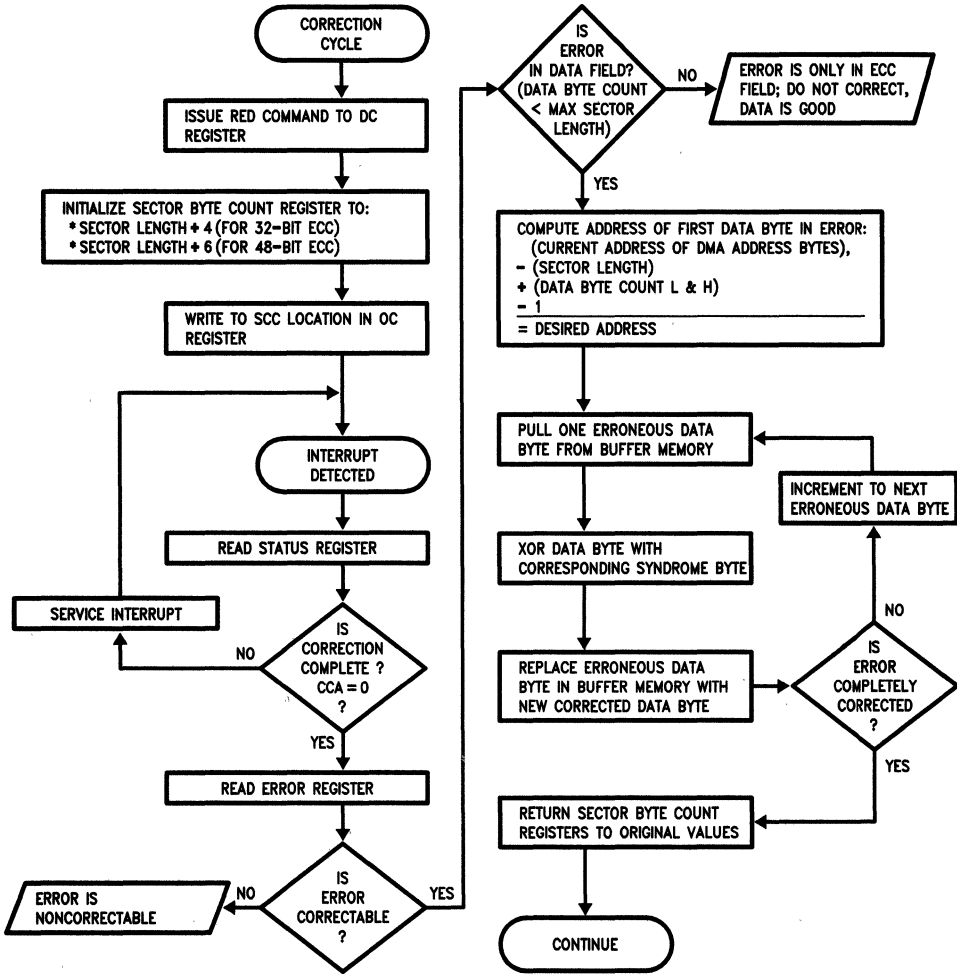 CORRECTION
CYCLE
ISSUE RED COMMAND TO DC
REGISTER
INITIALIZE SECTOR BYTE COUNT REGISTER TO:
* SECTOR LENGTH + 4 (FOR 32-BIT ECC)
* SECTOR LENGTH + 6 (FOR 48-BIT ECC)
WRITE TO SCC LOCATION IN OC
REGISTER
INTERRUPT
DETECTED
READ STATUS REGISTER
SERVICE INTERRUPT
IS
CORRECTION
COMPLETE ?
CCA = 0
?
NO
YES
READ ERROR REGISTER
IS
ERROR
CORRECTABLE
?
NO
YES
ERROR IS
NONCORRECTABLE
IS
ERROR
IN DATA FIELD?
(DATA BYTE COUNT
< MAX SECTOR
LENGTH)
NO
ERROR IS ONLY IN ECC
FIELD; DO NOT CORRECT,
DATA IS GOOD
YES
COMPUTE ADDRESS OF FIRST DATA BYTE IN ERROR:
(CURRENT ADDRESS OF DMA ADDRESS BYTES),
- (SECTOR LENGTH)
+ (DATA BYTE COUNT L & H)
- 1
= DESIRED ADDRESS
PULL ONE ERRONEOUS DATA
BYTE FROM BUFFER MEMORY
INCREMENT TO NEXT
ERRONEOUS DATA BYTE
XOR DATA BYTE WITH
CORRESPONDING SYNDROME BYTE
REPLACE ERRONEOUS DATA
BYTE IN BUFFER MEMORY WITH
NEW CORRECTED DATA BYTE
NO
IS
ERROR
COMPLETELY
CORRECTED
?
YES
RETURN SECTOR BYTE COUNT
REGISTERS TO ORIGINAL VALUES
CONTINUE